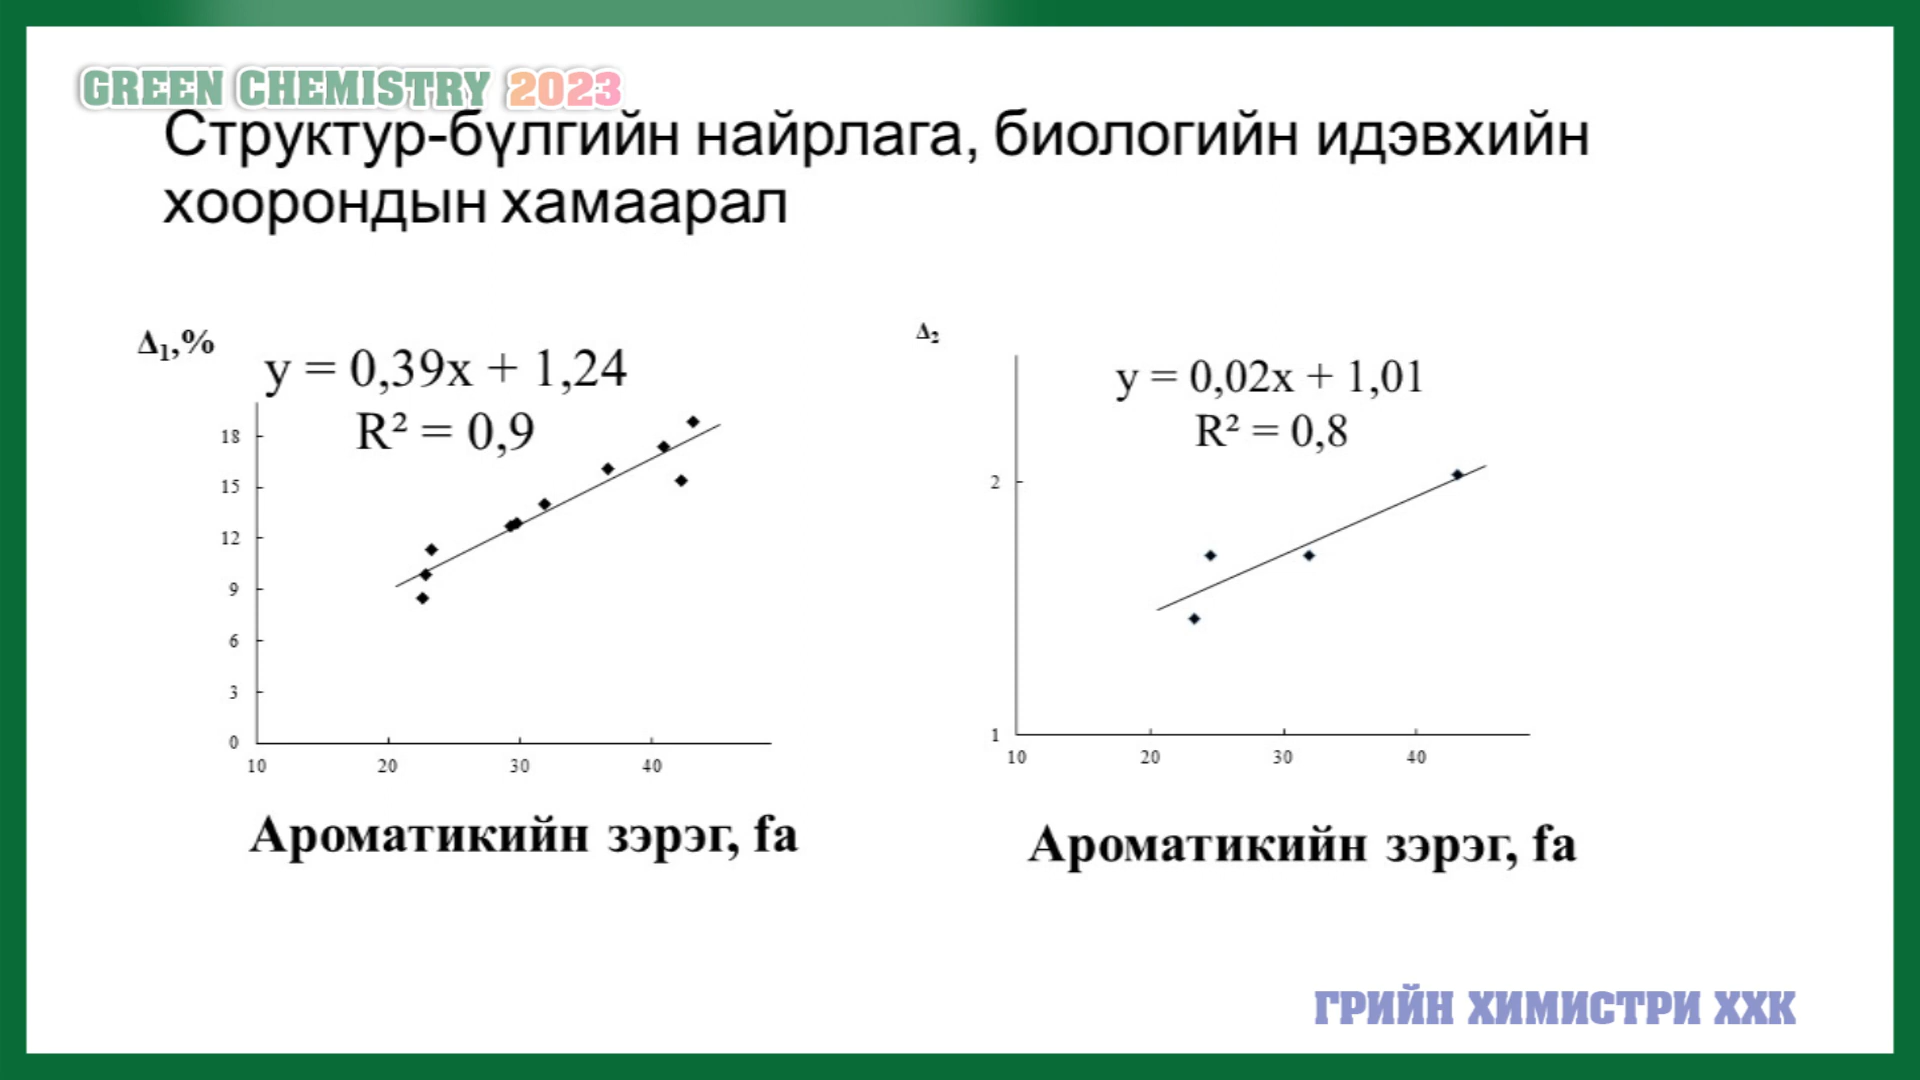 GREEN CHEMISTRY 2023
Структур-бүлгийн найрлага, биологийн идэвхийн
хоорондын хамаарал
Δ₁,%
y = 0,39x + 1,24
R² = 0,9
18
15
12
9
6
3
0
10 20 30 40
Ароматикийн зэрэг, fa
Δ₂
y = 0,02x + 1,01
R² = 0,8
2
1
10 20 30 40
Ароматикийн зэрэг, fa
ГРИЙН ХИМИСТРИ ХХК